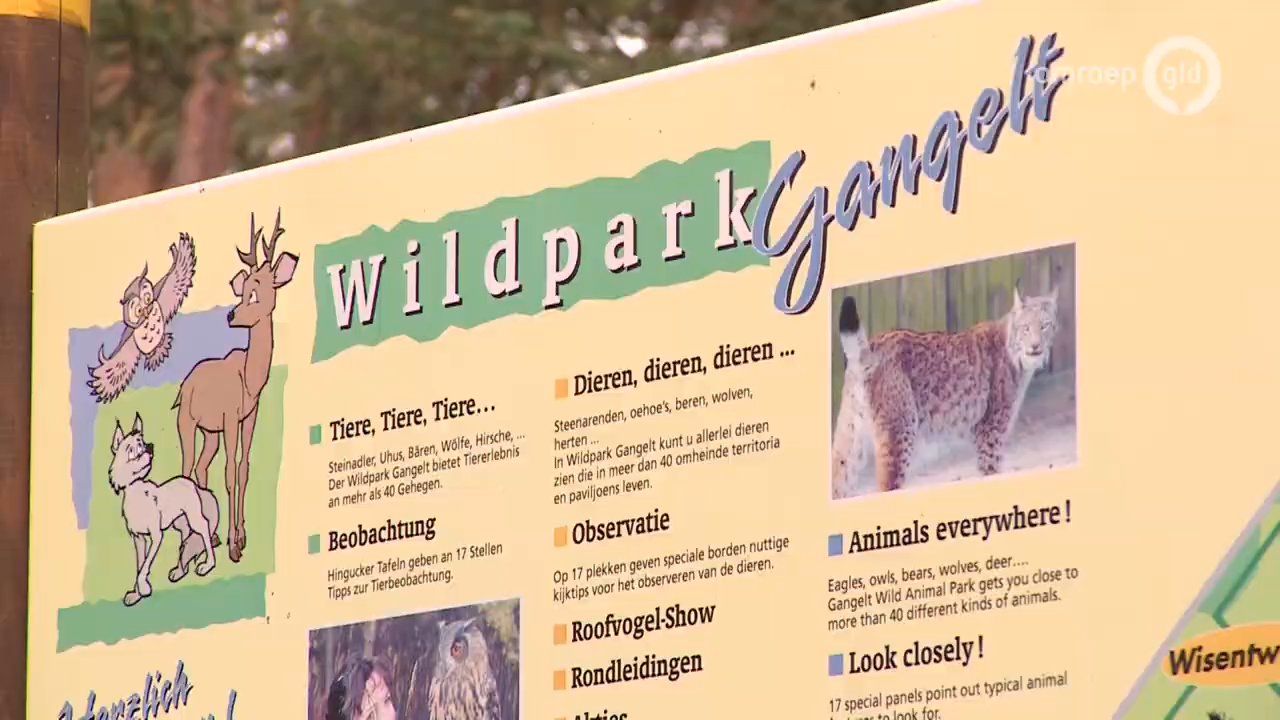 omroep gld
Wildpark Gangelt
Tiere, Tiere, Tiere...
Steinadler, Uhus, Bären, Wölfe, Hirsche, ...
Der Wildpark Gangelt bietet Tiererlebnis
an mehr als 40 Gehegen.
Beobachtung
Hingucker Tafeln geben an 17 Stellen
Tipps zur Tierbeobachtung.
Dieren, dieren, dieren ...
Steenarenden, oehoe's, beren, wolven,
herten ...
In Wildpark Gangelt kunt u allerlei dieren
zien die in meer dan 40 omheinde territoria
en paviljoens leven.
Observatie
Op 17 plekken geven speciale borden nuttige
kijktips voor het observeren van de dieren.
Roofvogel-Show
Rondleidingen
Animals everywhere!
Eagles, owls, bears, wolves, deer....
Gangelt Wild Animal Park gets you close to
more than 40 different kinds of animals.
Look closely!
17 special panels point out typical animal
to look for.
Herzlich
Wisentw